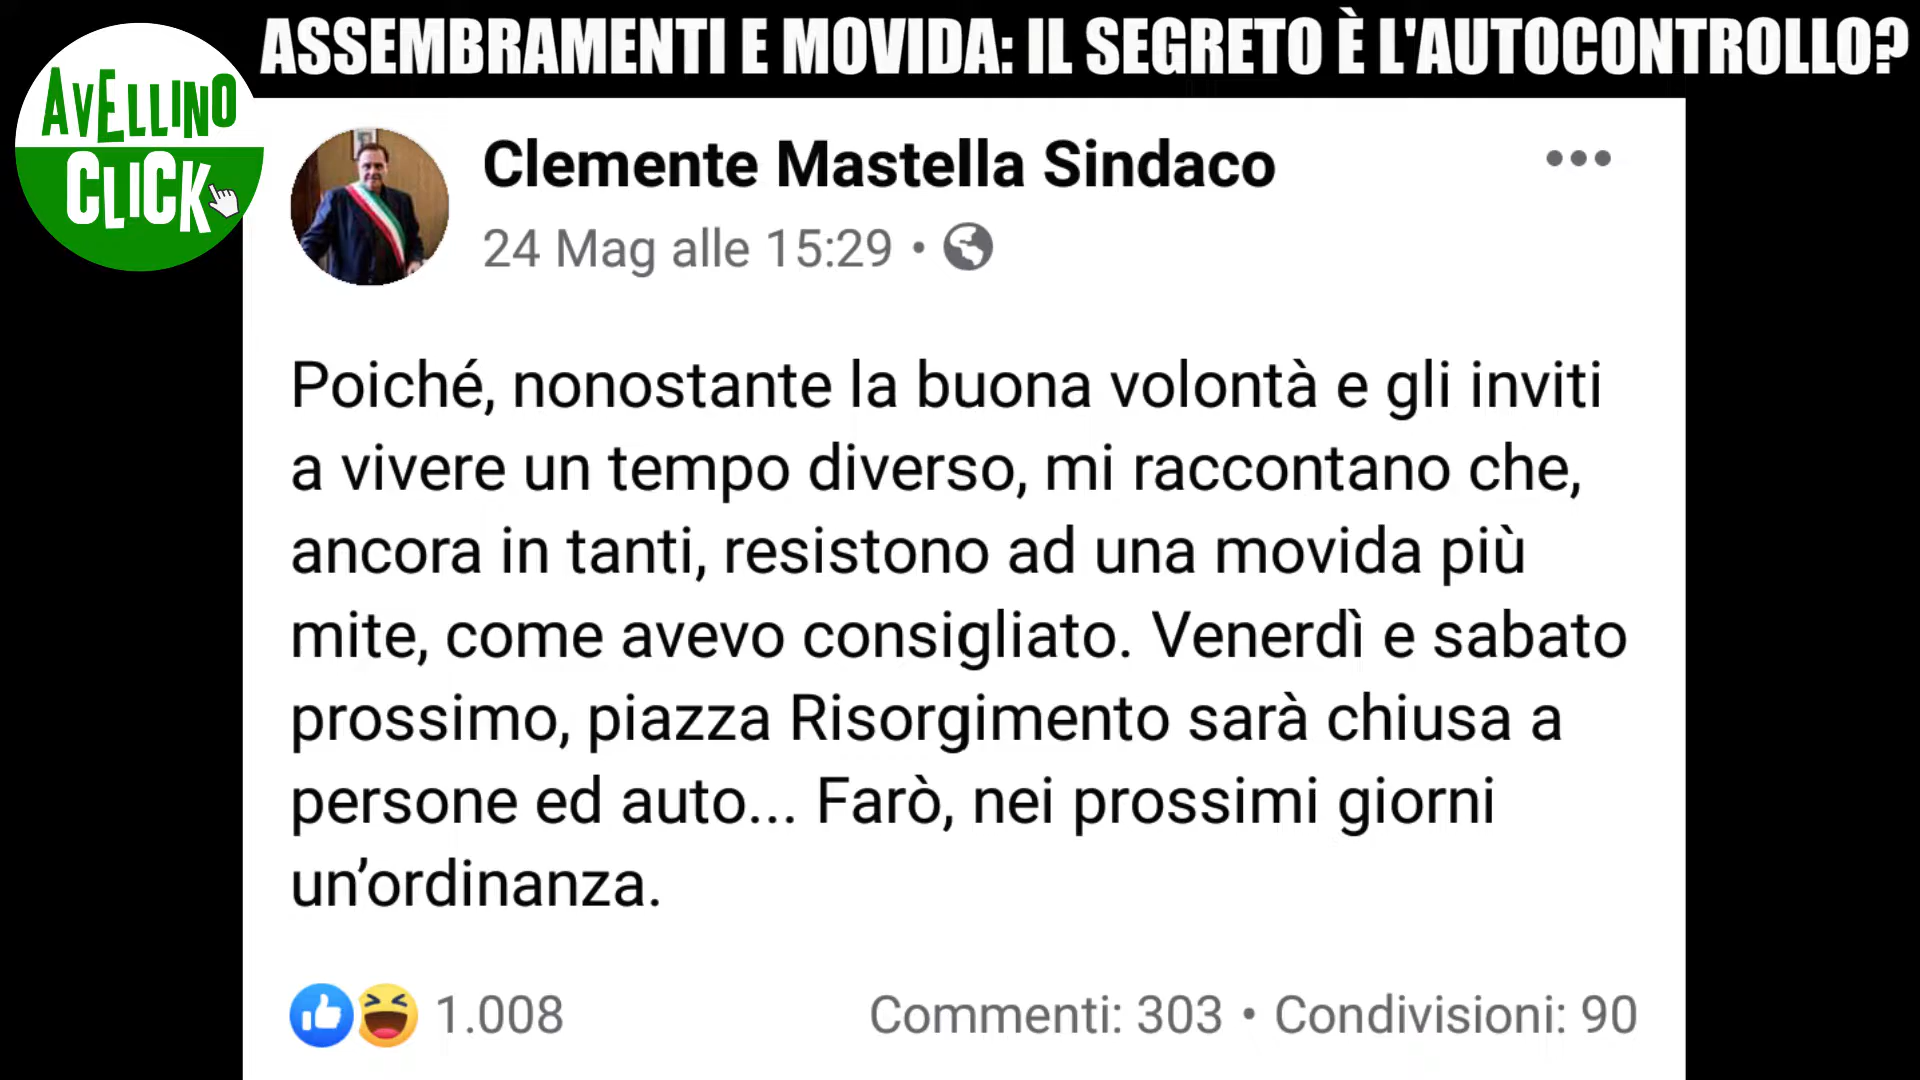 ASSEMBRAMENTI E MOVIDA: IL SEGRETO È L'AUTOCONTROLLO?
AVELLINO
CLICK
Clemente Mastella Sindaco
24 Mag alle 15:29 •
Poiché, nonostante la buona volontà e gli inviti
a vivere un tempo diverso, mi raccontano che,
ancora in tanti, resistono ad una movida più
mite, come avevo consigliato. Venerdì e sabato
prossimo, piazza Risorgimento sarà chiusa a
persone ed auto... Farò, nei prossimi giorni
un’ordinanza.
1.008 Commenti: 303 • Condivisioni: 90